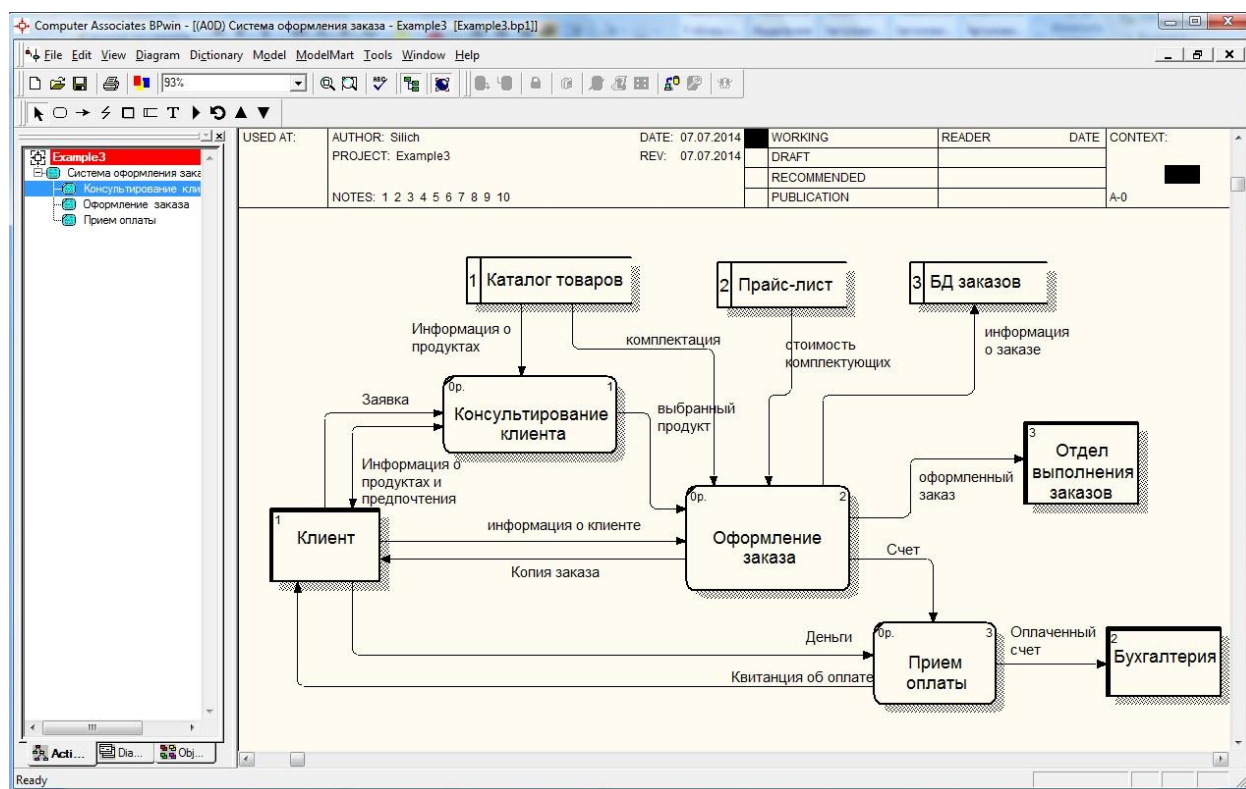 Computer Associates BPwin - [(A0D) Система оформления заказа - Example3 [Example3.bp1]]
File Edit View Diagram Dictionary Model ModelMart Tools Window Help
93%
USED AT:
AUTHOR: Silich
DATE: 07.07.2014
WORKING
READER
DATE
CONTEXT:
PROJECT: Example3
REV: 07.07.2014
DRAFT
RECOMMENDED
NOTES: 1 2 3 4 5 6 7 8 9 10
PUBLICATION
A-0
Example3
Система оформления зака
Консультирование кли
Оформление заказа
Прием оплаты
1 Каталог товаров
2 Прайс-лист
3 БД заказов
Информация о
продуктах
комплектация
стоимость
комплектующих
информация
о заказе
Заявка
0р. 1
Консультирование
клиента
выбранный
продукт
Информация о
продуктах и
предпочтения
3
Отдел
выполнения
заказов
оформленный
заказ
1
Клиент
информация о клиенте
Копия заказа
0р. 2
Оформление
заказа
Счет
Деньги
Квитанция об оплате
0р. 3
Прием
оплаты
Оплаченный
счет
2
Бухгалтерия
Acti...
Dia...
Obj...
Ready